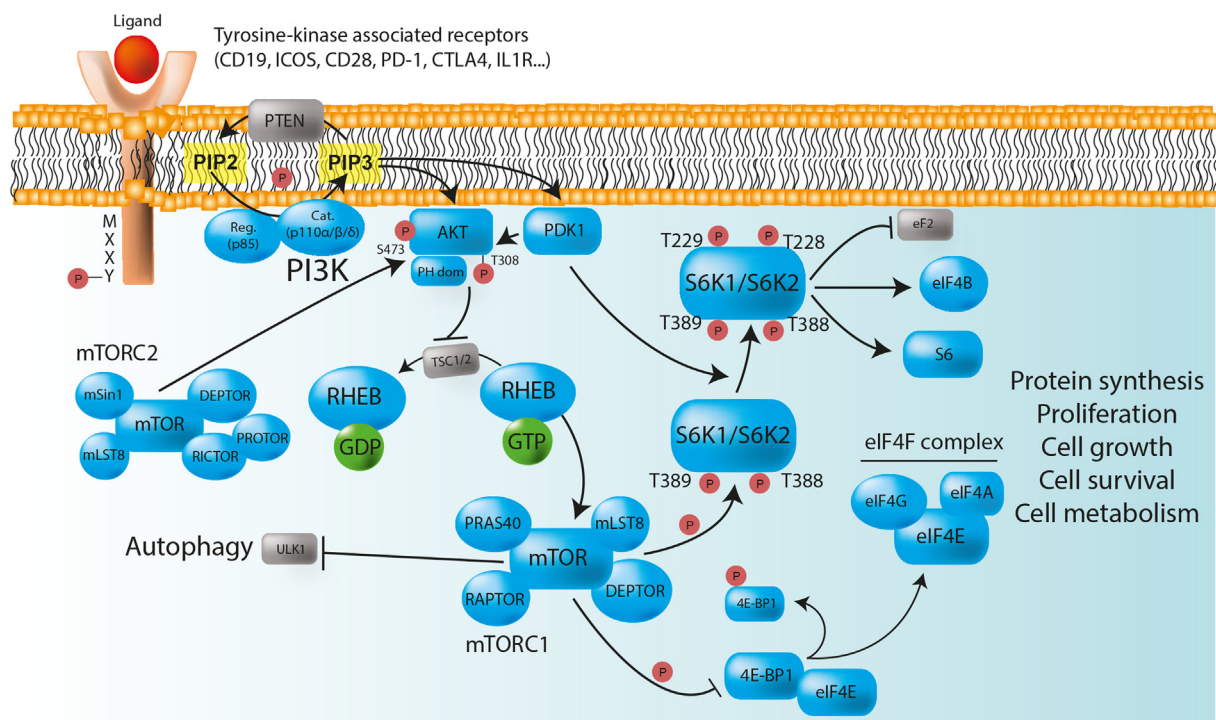 Ligand
Tyrosine-kinase associated receptors
(CD19, ICOS, CD28, PD-1, CTLA4, IL1R...)
PTEN
PIP2
PIP3
P
M
X
X
Y
P
Reg.
(p85)
Cat.
(p110α/β/δ)
PI3K
P
AKT
S473
PH dom
P
T308
PDK1
T229
P
P
T228
S6K1/S6K2
T389
P
P
T388
eF2
eIF4B
S6
mTORC2
mSin1
DEPTOR
mTOR
mLST8
RICTOR
PROTOR
TSC1/2
RHEB
GDP
RHEB
GTP
S6K1/S6K2
T389
P
P
T388
Protein synthesis
Proliferation
Cell growth
Cell survival
Cell metabolism
eIF4F complex
eIF4G
eIF4A
eIF4E
Autophagy
ULK1
PRAS40
mLST8
mTOR
RAPTOR
DEPTOR
mTORC1
P
P
4E-BP1
P
4E-BP1
eIF4E